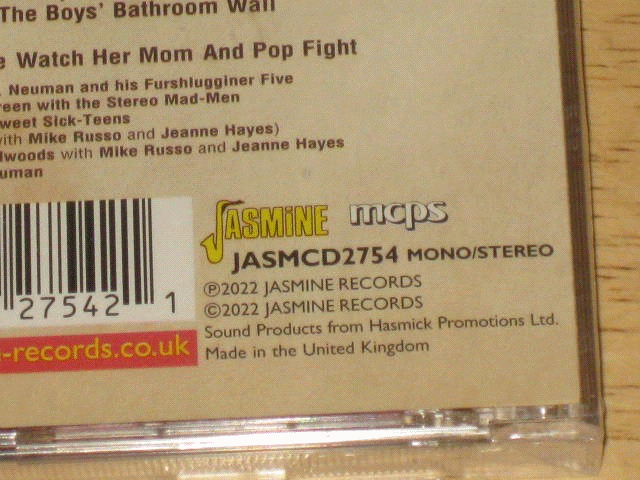 The Boys' Bathroom Wall
e Watch Her Mom And Pop Fight
. Neuman and his Furshlugginer Five
reen with the Stereo Mad-Men
weet Sick-Teens
with Mike Russo and Jeanne Hayes)
lwoods with Mike Russo and Jeanne Hayes
uman
JASMiNE mcps
JASMCD2754 MONO/STEREO
27542 1
℗2022 JASMINE RECORDS
©2022 JASMINE RECORDS
-records.co.uk
Sound Products from Hasmick Promotions Ltd.
Made in the United Kingdom